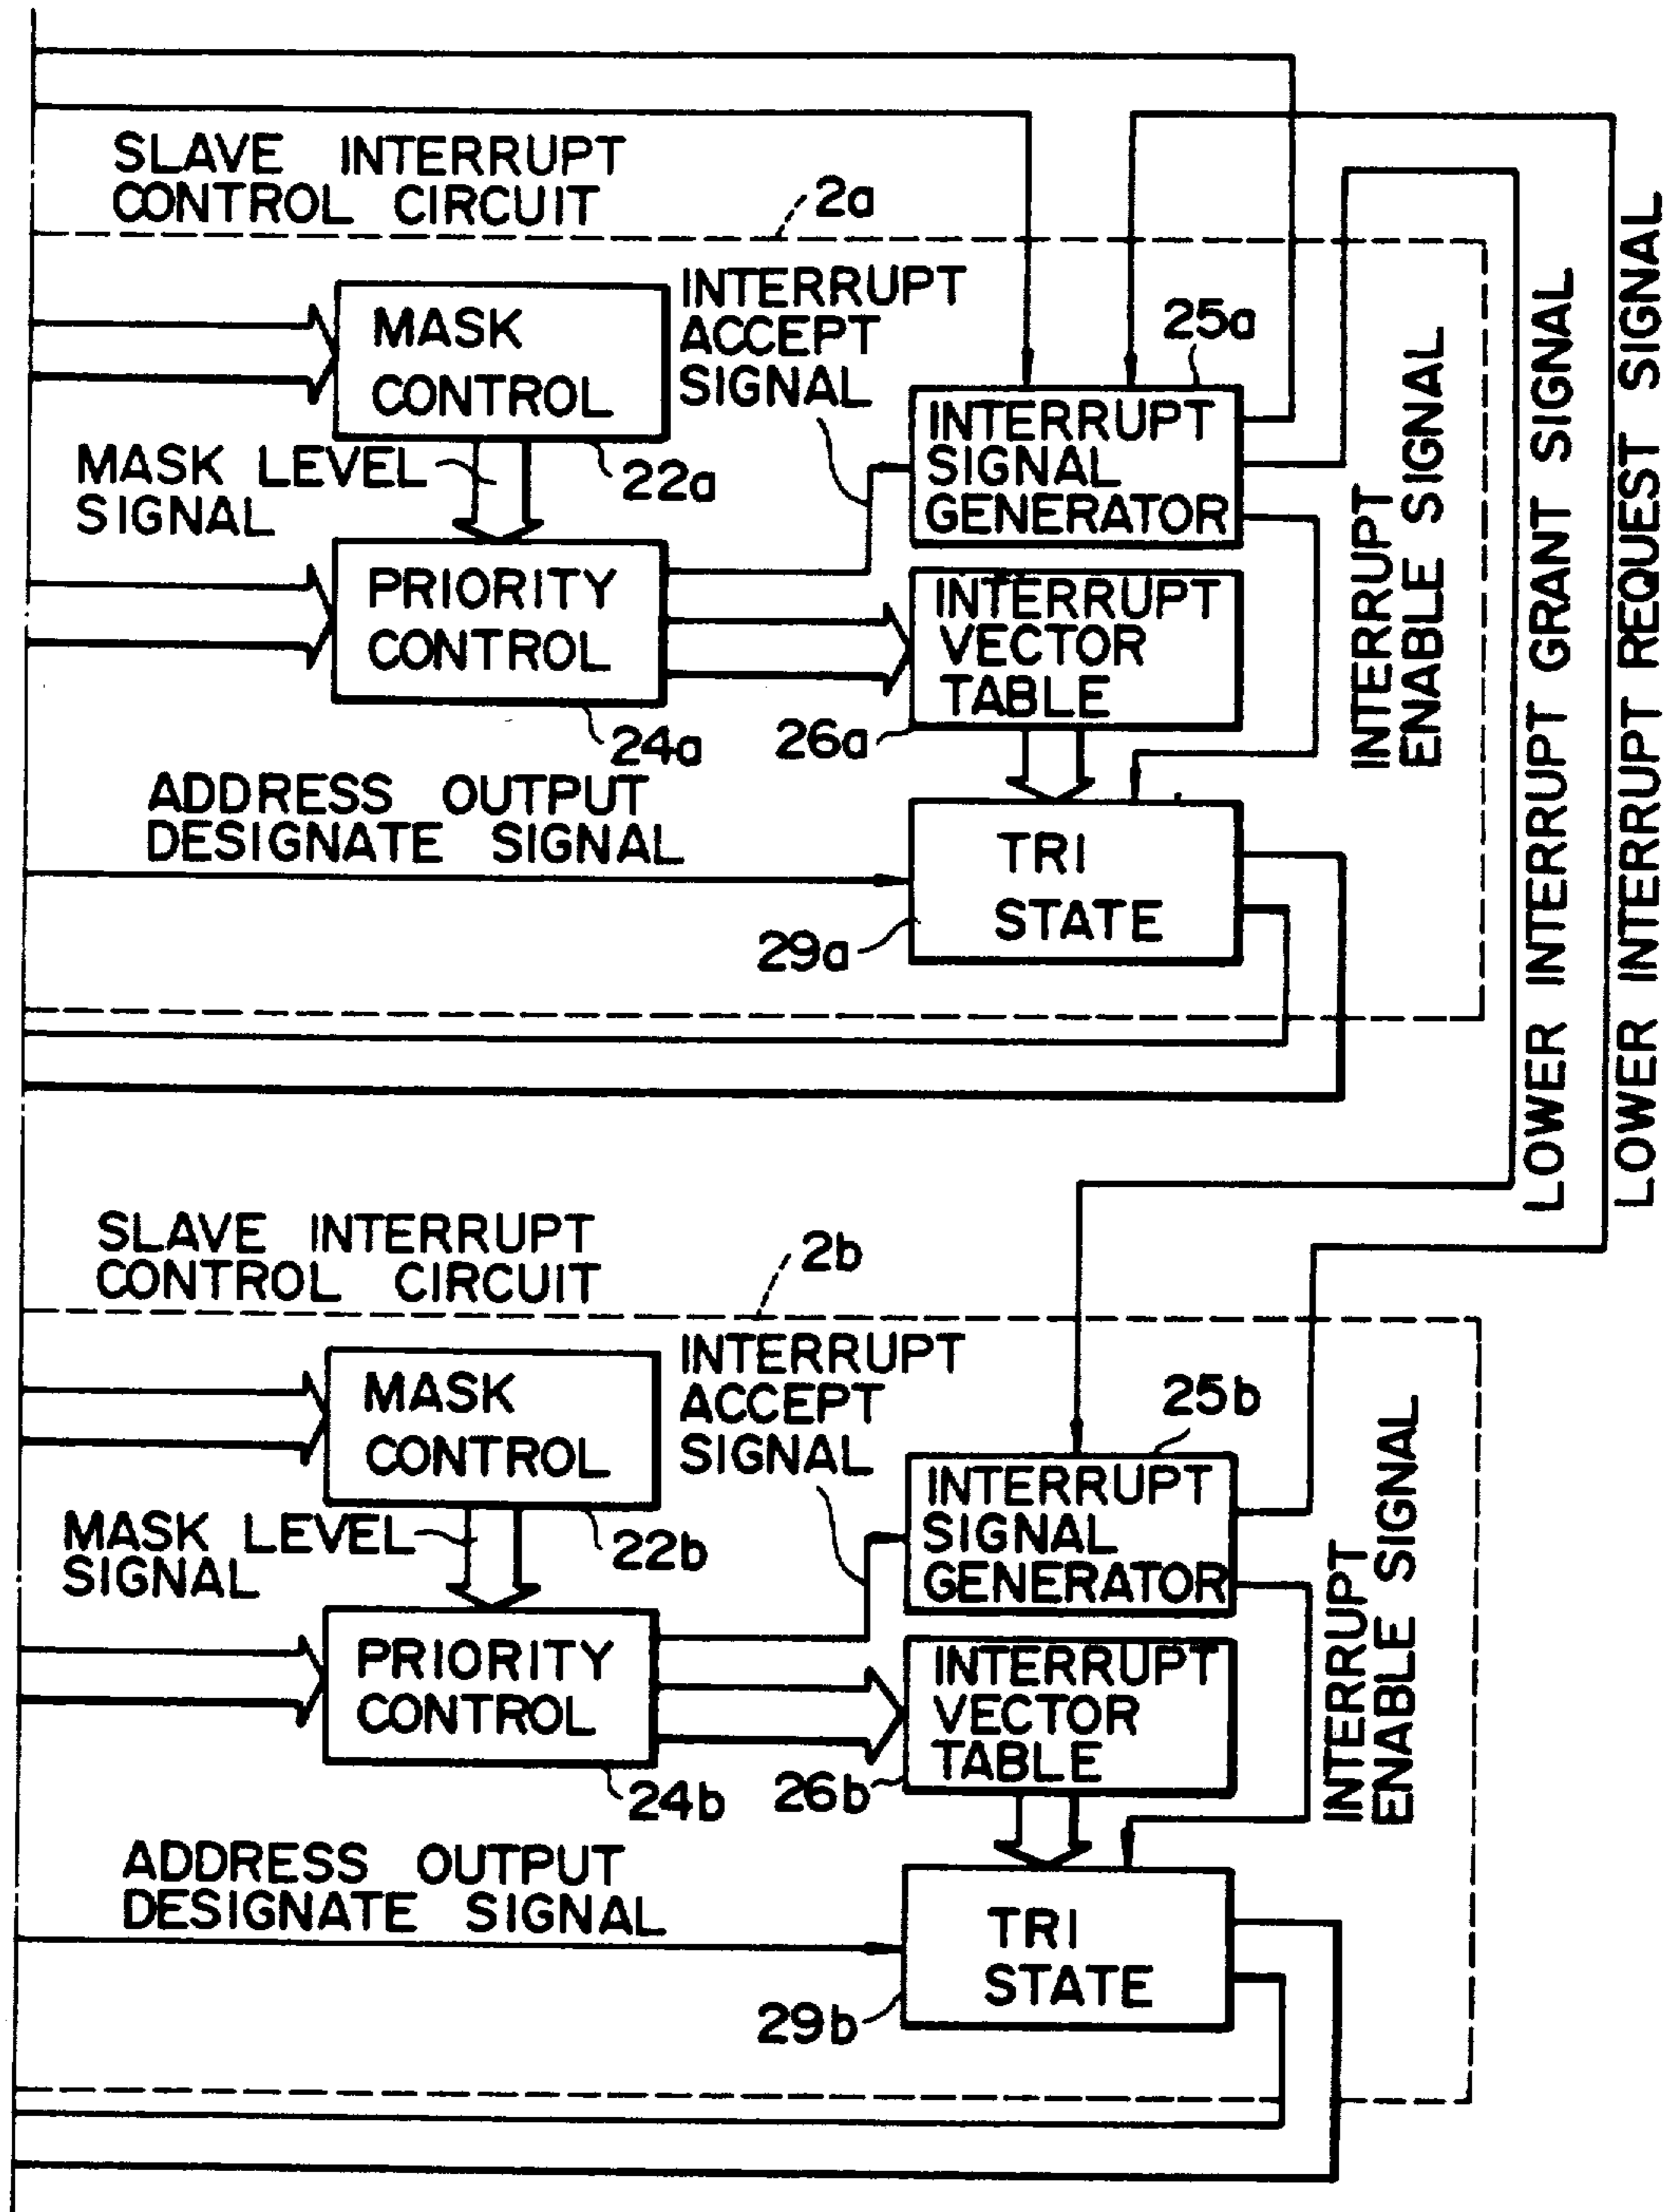 SLAVE INTERRUPT
CONTROL CIRCUIT
2a
MASK
CONTROL
INTERRUPT
ACCEPT
SIGNAL
25a
22a
MASK LEVEL
SIGNAL
INTERRUPT
SIGNAL
GENERATOR
PRIORITY
CONTROL
24a
INTERRUPT
VECTOR
TABLE
26a
INTERRUPT
ENABLE SIGNAL
LOWER INTERRUPT GRANT SIGNAL
LOWER INTERRUPT REQUEST SIGNAL
ADDRESS OUTPUT
DESIGNATE SIGNAL
TRI
STATE
29a
SLAVE INTERRUPT
CONTROL CIRCUIT
2b
MASK
CONTROL
INTERRUPT
ACCEPT
SIGNAL
25b
22b
MASK LEVEL
SIGNAL
INTERRUPT
SIGNAL
GENERATOR
PRIORITY
CONTROL
24b
INTERRUPT
VECTOR
TABLE
26b
INTERRUPT
ENABLE SIGNAL
ADDRESS OUTPUT
DESIGNATE SIGNAL
TRI
STATE
29b